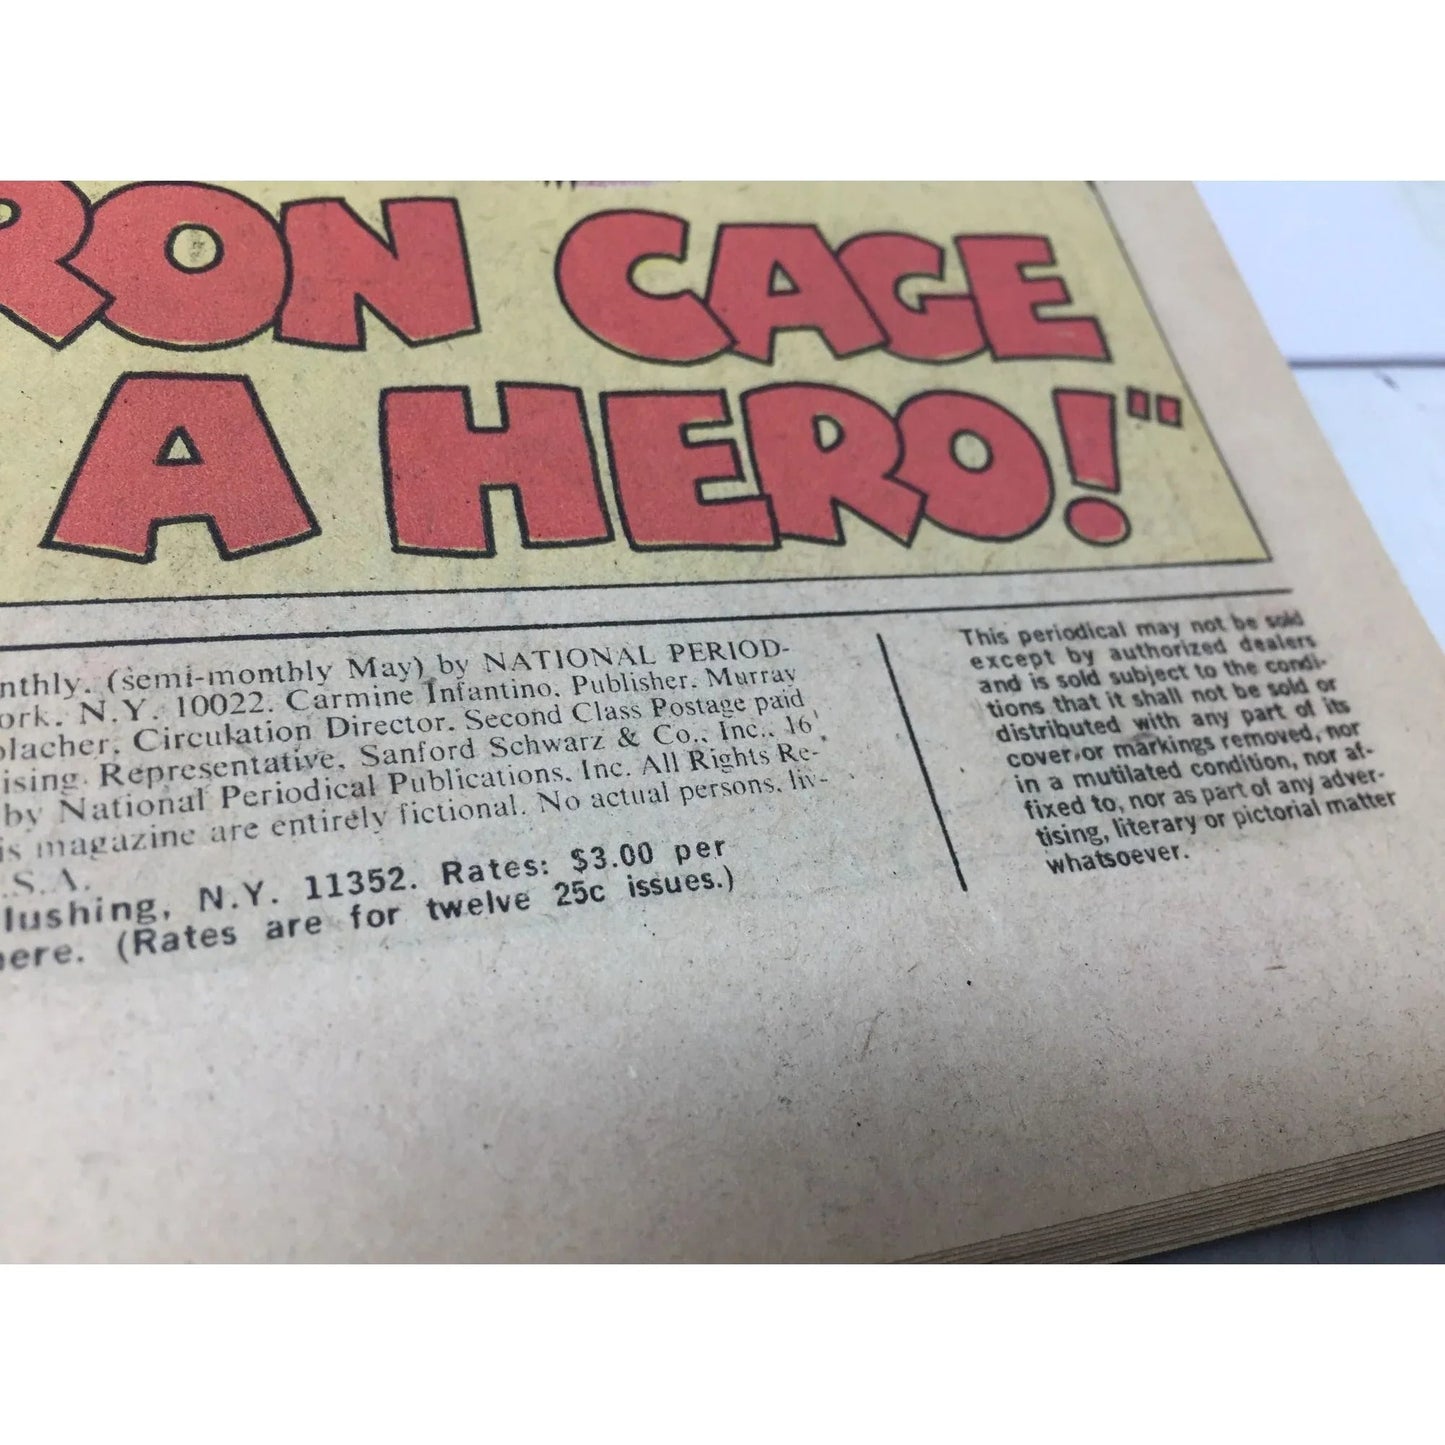 RON CAGE
A HERO!"
nthly. (semi-monthly May) by NATIONAL PERIOD-
ork. N.Y. 10022. Carmine Infantino. Publisher. Murray
olacher. Circulation Director. Second Class Postage paid
ising. Representative. Sanford Schwarz & Co., Inc., 16
by National Periodical Publications, Inc. All Rights Re-
is magazine are entirely fictional. No actual persons, liv-
.S.A.
lushing, N.Y. 11352. Rates: $3.00 per
here. (Rates are for twelve 25c issues.)
This periodical may not be sold
except by authorized dealers
and is sold subject to the condi-
tions that it shall not be sold or
distributed with any part of its
cover or markings removed, nor
in a mutilated condition, nor af-
fixed to, nor as part of any adver-
tising, literary or pictorial matter
whatsoever.